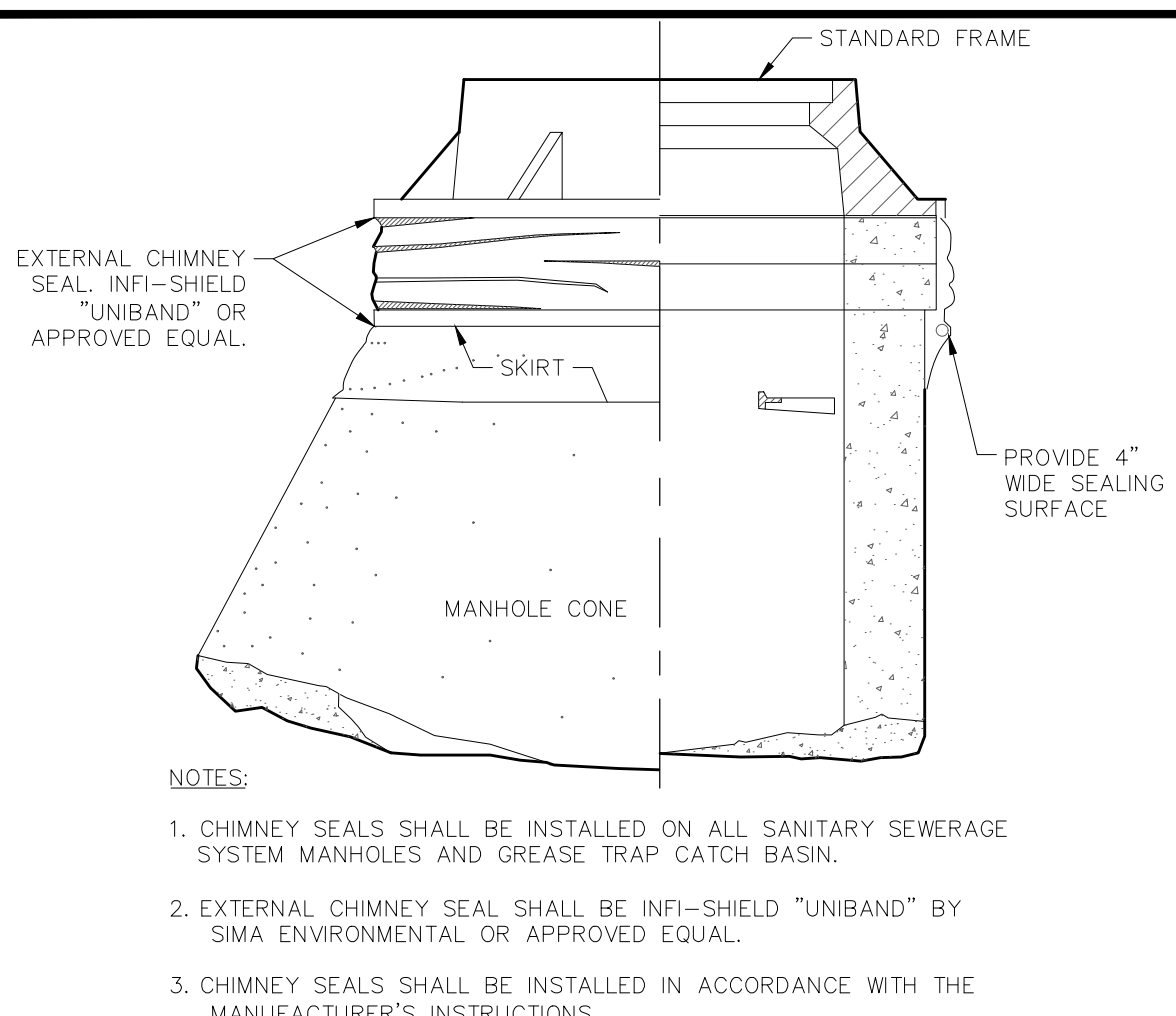 STANDARD FRAME
EXTERNAL CHIMNEY
SEAL. INFI-SHIELD
"UNIBAND" OR
APPROVED EQUAL.
SKIRT
PROVIDE 4"
WIDE SEALING
SURFACE
MANHOLE CONE
NOTES:
1. CHIMNEY SEALS SHALL BE INSTALLED ON ALL SANITARY SEWERAGE
SYSTEM MANHOLES AND GREASE TRAP CATCH BASIN.
2. EXTERNAL CHIMNEY SEAL SHALL BE INFI-SHIELD "UNIBAND" BY
SIMA ENVIRONMENTAL OR APPROVED EQUAL.
3. CHIMNEY SEALS SHALL BE INSTALLED IN ACCORDANCE WITH THE
MANUFACTURER'S INSTRUCTIONS